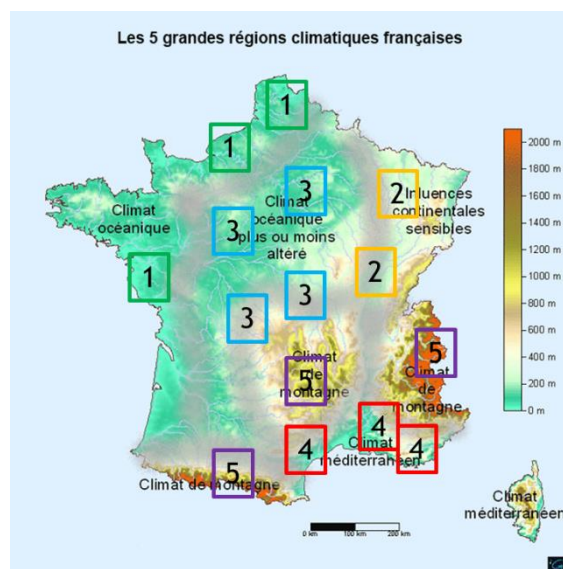 Les 5 grandes régions climatiques françaises
1
1
3
2
Climat
océanique
Climat
océanique
plus ou moins
altéré
Inluences
continentales
sensibles
3
1
2
3
3
5
Climat
de
montagne
5
Climat
de
montagne
4
4
4
Climat
méditerranéen
5
Climat de montagne
Climat
méditerranéen
2000 m
1800 m
1600 m
1400 m
1200 m
1000 m
800 m
600 m
400 m
200 m
0 m
0 km 100 km 200 km